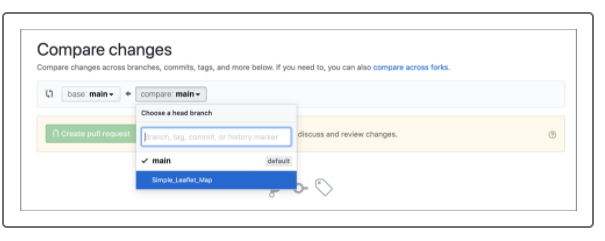 Compare changes
Compare changes across branches, commits, tags, and more below. If you need to, you can also compare across forks.
base: main
compare: main
Choose a head branch
Create pull request
Branch, tag, commit, or history marker
discuss and review changes.
main
default
Simple_Leaflet_Map